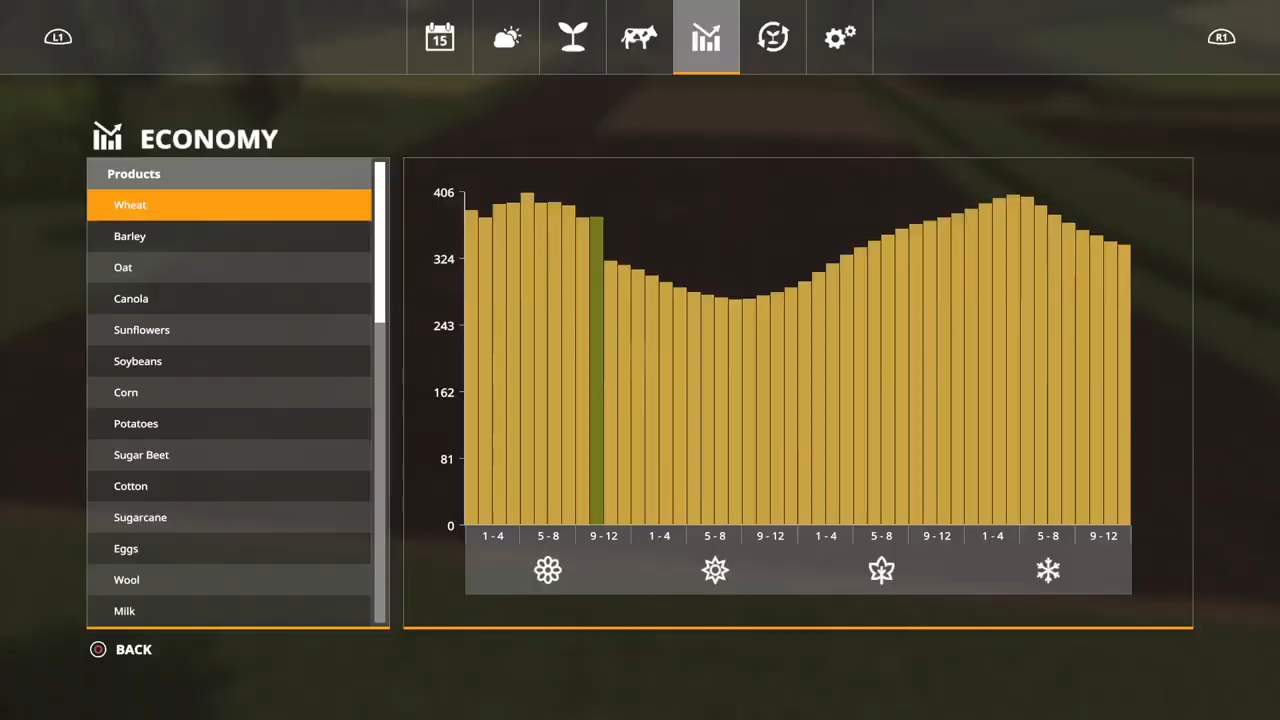 L1
15
R1
ECONOMY
Products
Wheat
Barley
Oat
Canola
Sunflowers
Soybeans
Corn
Potatoes
Sugar Beet
Cotton
Sugarcane
Eggs
Wool
Milk
406
324
243
162
81
0
1 - 4 5 - 8 9 - 12 1 - 4 5 - 8 9 - 12 1 - 4 5 - 8 9 - 12 1 - 4 5 - 8 9 - 12
BACK